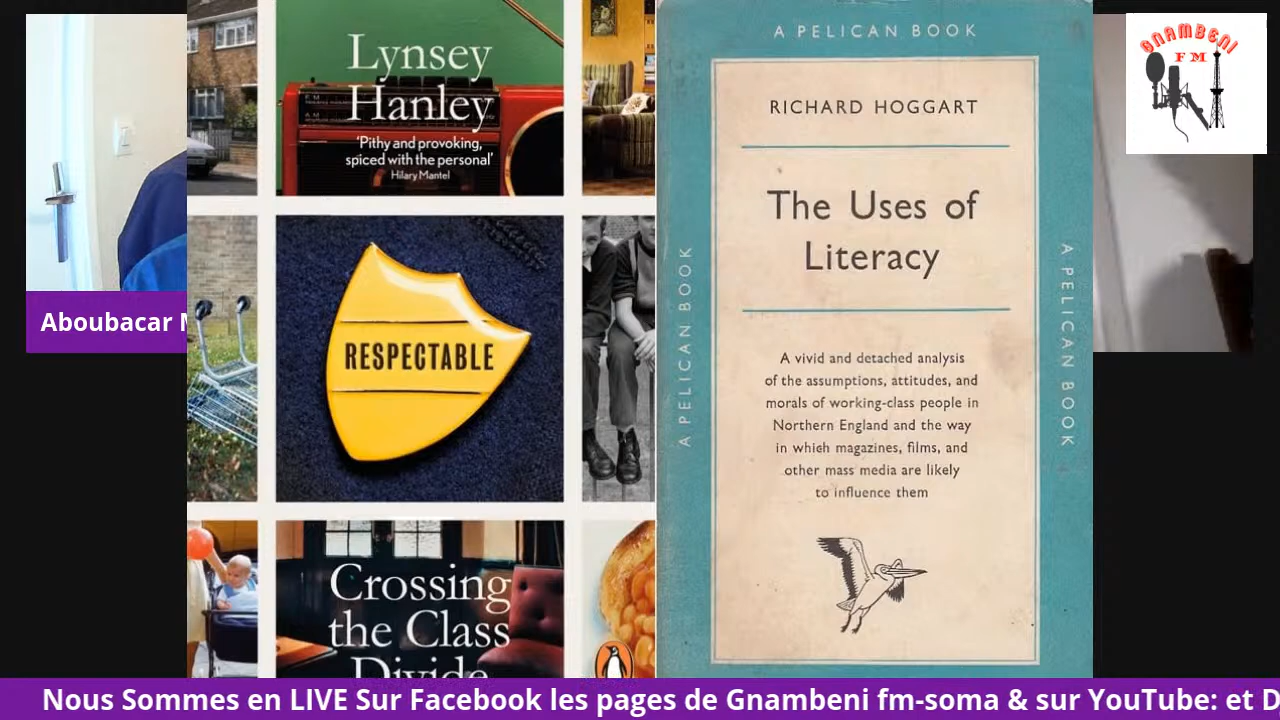 Lynsey
Hanley
'Pithy and provoking,
spiced with the personal'
Hilary Mantel
RESPECTABLE
Crossing
the Class
Divide
A PELICAN BOOK
RICHARD HOGGART
The Uses of
Literacy
A vivid and detached analysis
of the assumptions, attitudes, and
morals of working-class people in
Northern England and the way
in which magazines, films, and
other mass media are likely
to influence them
A PELICAN BOOK
A PELICAN BOOK
GNAMBENI
FM
Aboubacar
Nous Sommes en LIVE Sur Facebook les pages de Gnambeni fm-soma & sur YouTube: et D